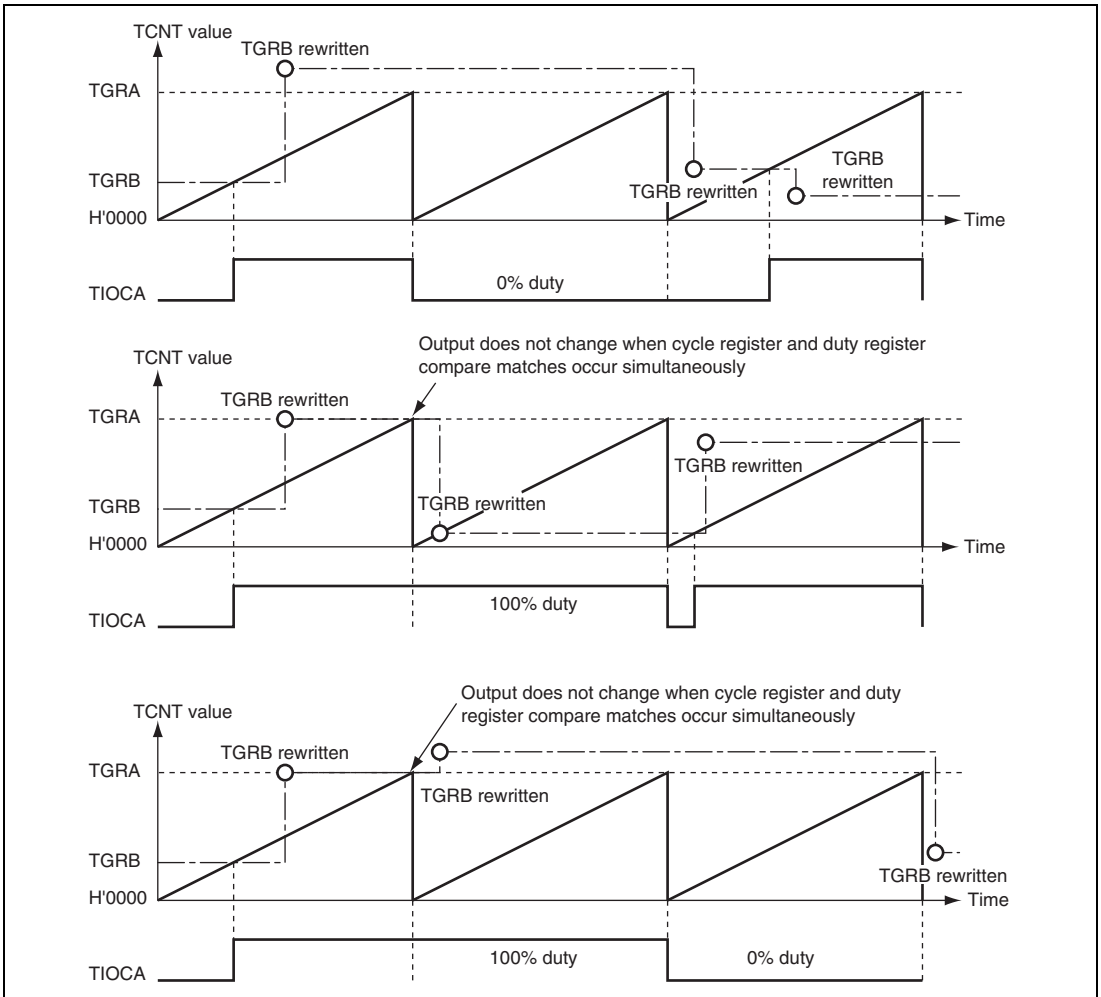 TCNT value
TGRB rewritten
TGRA
TGRB
TGRB rewritten
TGRB
rewritten
H'0000
Time
0% duty
TIOCA
Output does not change when cycle register and duty register
compare matches occur simultaneously
TCNT value
TGRB rewritten
TGRA
TGRB rewritten
TGRB
TGRB rewritten
H'0000
Time
100% duty
TIOCA
Output does not change when cycle register and duty
register compare matches occur simultaneously
TCNT value
TGRB rewritten
TGRA
TGRB rewritten
TGRB
TGRB rewritten
H'0000
Time
100% duty
0% duty
TIOCA